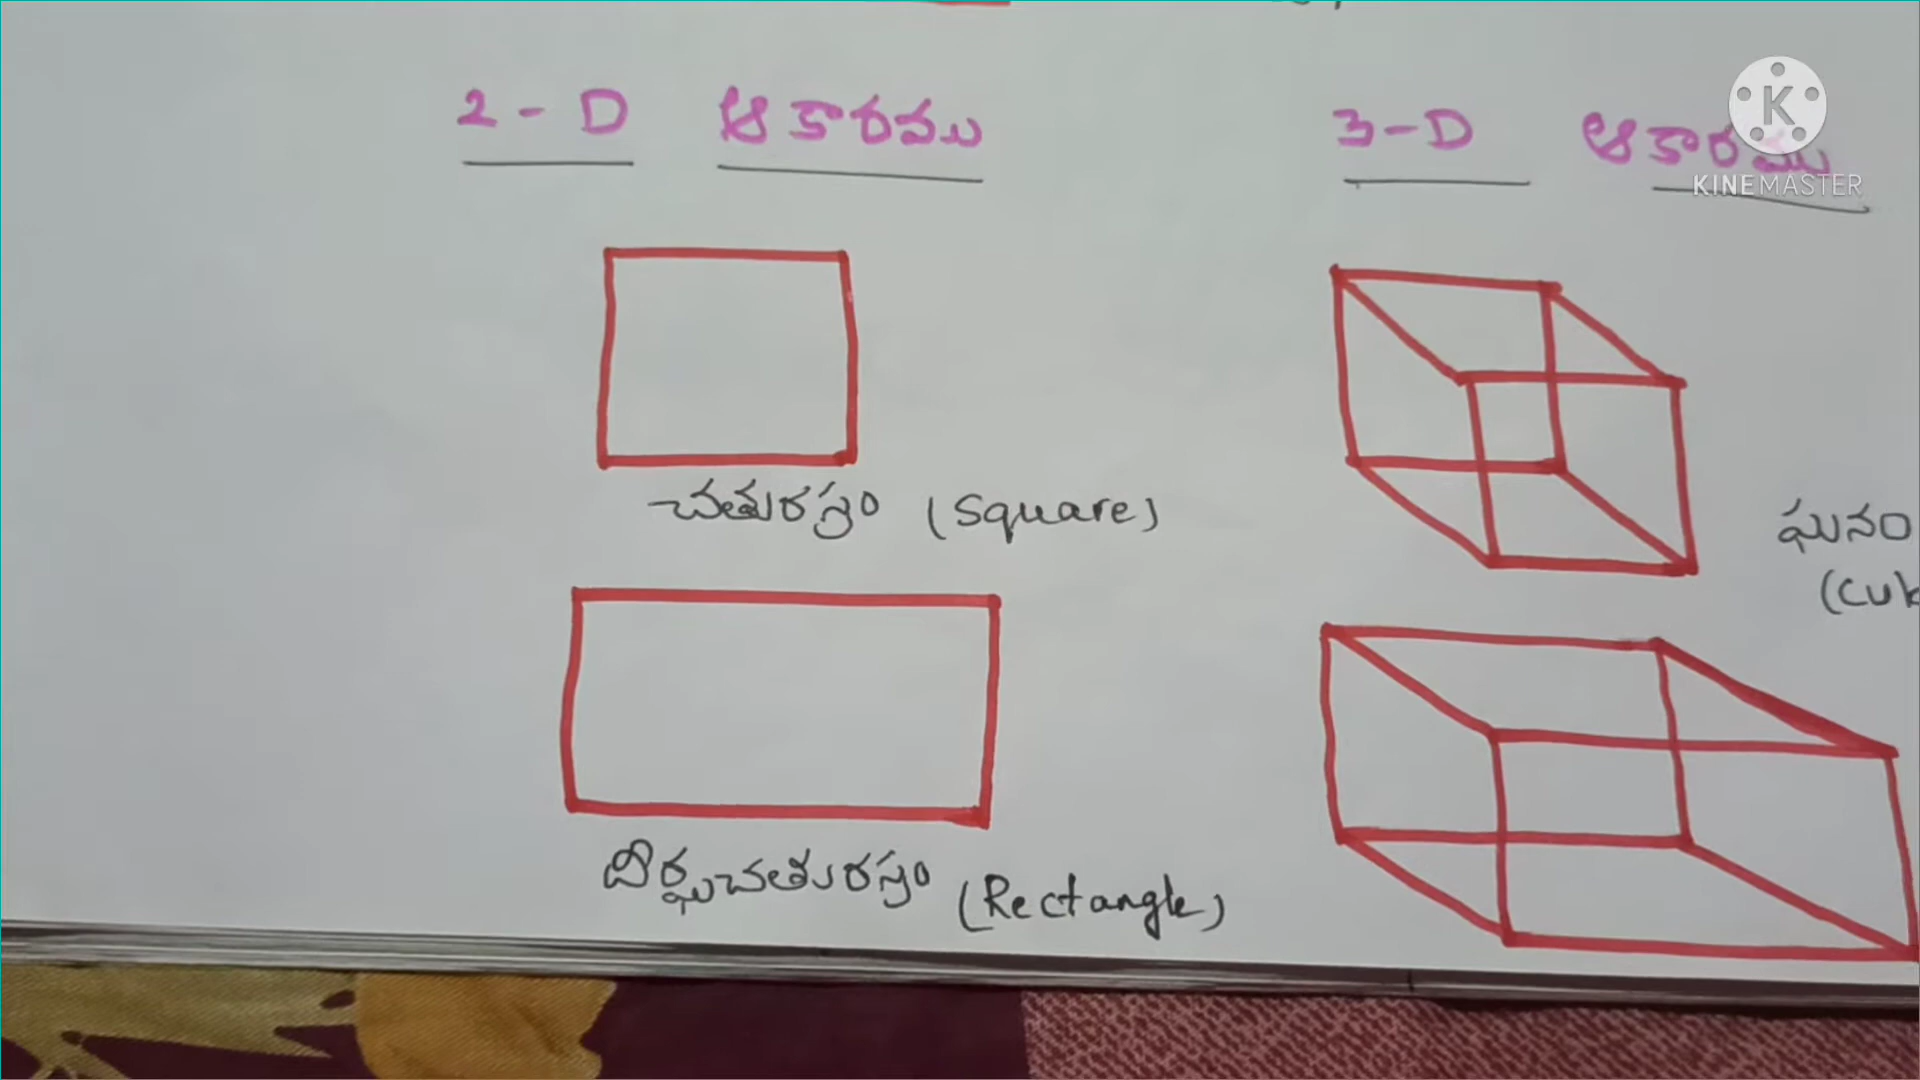 2-D ఆకారము
3-D ఆకారము
KINEMASTER
చతురస్రం (Square)
ఘనం
దీర్ఘచతురస్రం (Rectangle)